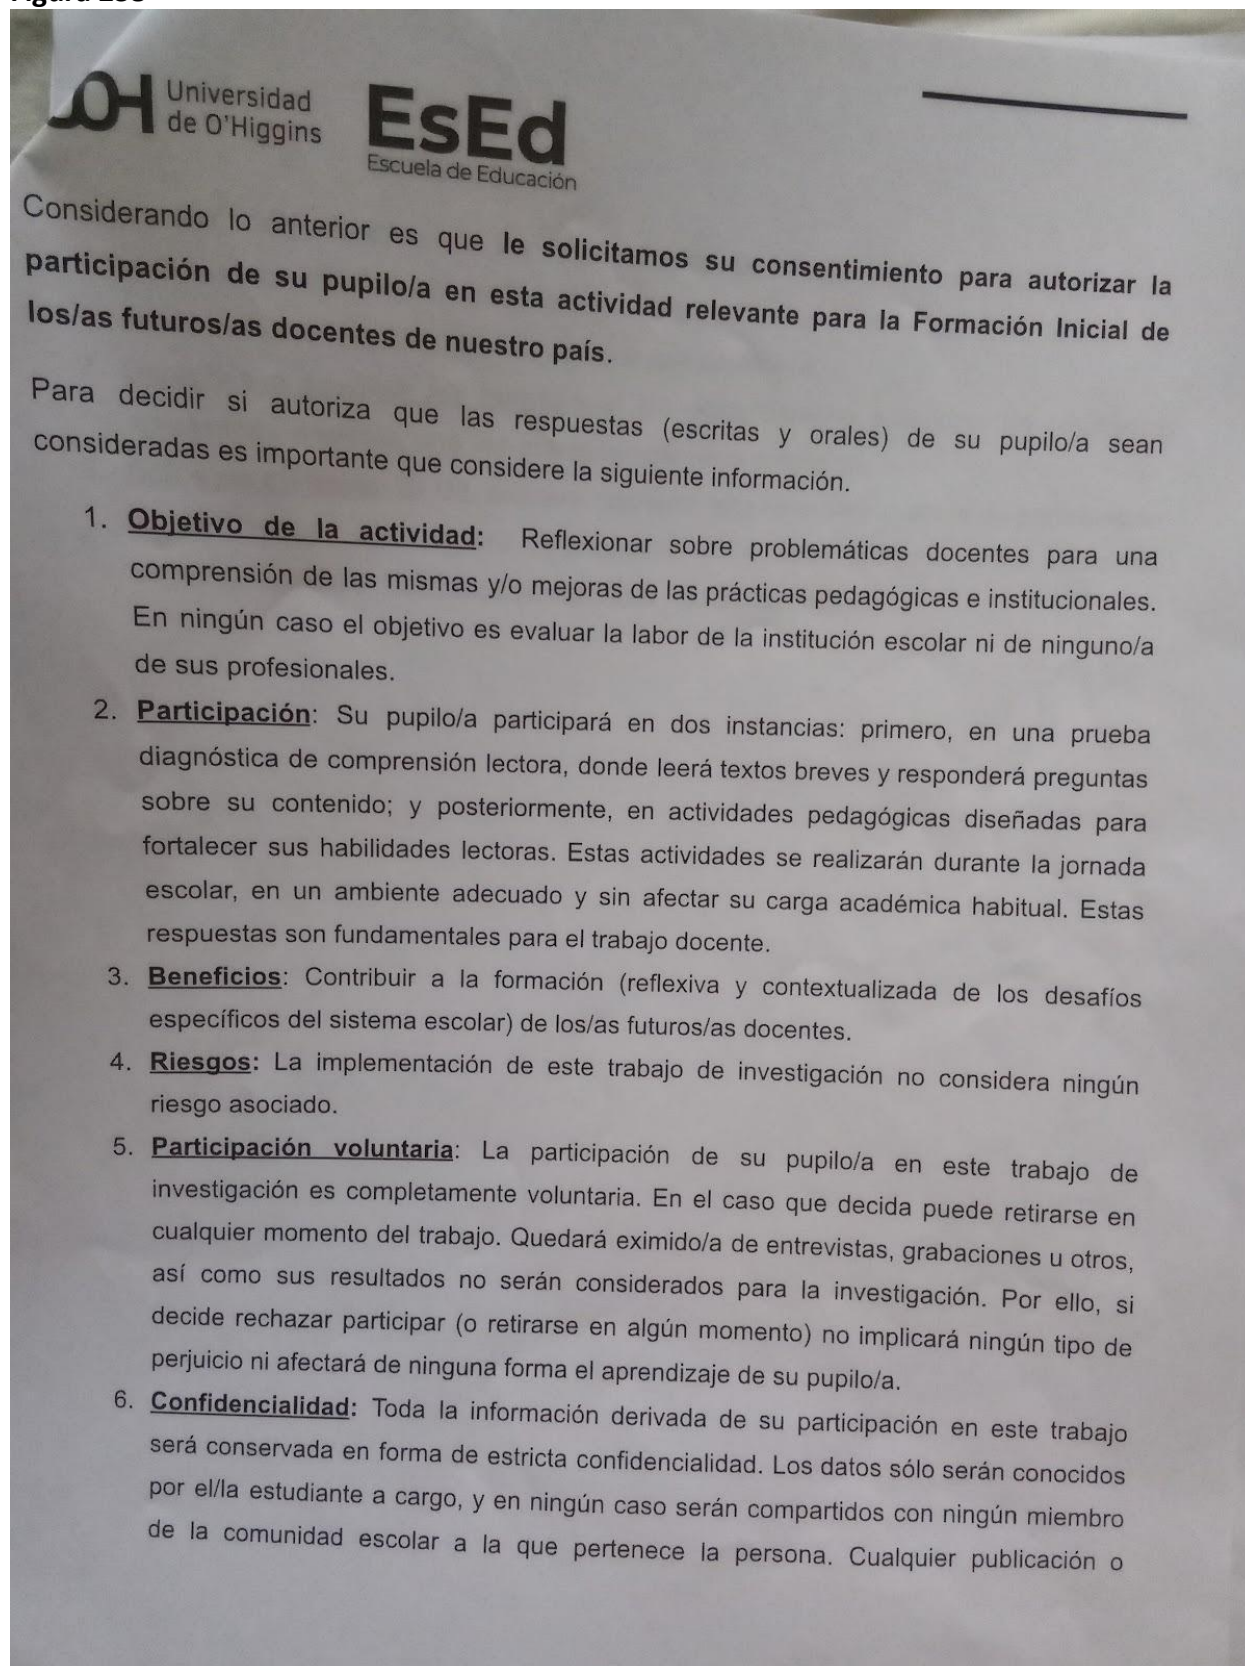 UOH Universidad
de O'Higgins
EsEd
Escuela de Educación
Considerando lo anterior es que le solicitamos su consentimiento para autorizar la
participación de su pupilo/a en esta actividad relevante para la Formación Inicial de
los/as futuros/as docentes de nuestro país.
Para decidir si autoriza que las respuestas (escritas y orales) de su pupilo/a sean
consideradas es importante que considere la siguiente información.
1. Objetivo de la actividad: Reflexionar sobre problemáticas docentes para una
comprensión de las mismas y/o mejoras de las prácticas pedagógicas e institucionales.
En ningún caso el objetivo es evaluar la labor de la institución escolar ni de ninguno/a
de sus profesionales.
2. Participación: Su pupilo/a participará en dos instancias: primero, en una prueba
diagnóstica de comprensión lectora, donde leerá textos breves y responderá preguntas
sobre su contenido; y posteriormente, en actividades pedagógicas diseñadas para
fortalecer sus habilidades lectoras. Estas actividades se realizarán durante la jornada
escolar, en un ambiente adecuado y sin afectar su carga académica habitual. Estas
respuestas son fundamentales para el trabajo docente.
3. Beneficios: Contribuir a la formación (reflexiva y contextualizada de los desafíos
específicos del sistema escolar) de los/as futuros/as docentes.
4. Riesgos: La implementación de este trabajo de investigación no considera ningún
riesgo asociado.
5. Participación voluntaria: La participación de su pupilo/a en este trabajo de
investigación es completamente voluntaria. En el caso que decida puede retirarse en
cualquier momento del trabajo. Quedará eximido/a de entrevistas, grabaciones u otros,
así como sus resultados no serán considerados para la investigación. Por ello, si
decide rechazar participar (o retirarse en algún momento) no implicará ningún tipo de
perjuicio ni afectará de ninguna forma el aprendizaje de su pupilo/a.
6. Confidencialidad: Toda la información derivada de su participación en este trabajo
será conservada en forma de estricta confidencialidad. Los datos sólo serán conocidos
por el/la estudiante a cargo, y en ningún caso serán compartidos con ningún miembro
de la comunidad escolar a la que pertenece la persona. Cualquier publicación o